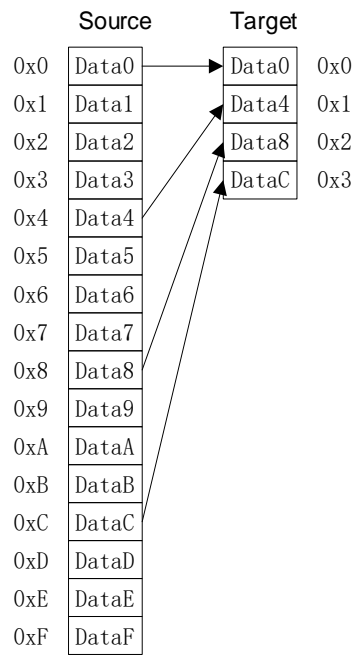 Source Target
0x0 Data0 Data0 0x0
0x1 Data1 Data4 0x1
0x2 Data2 Data8 0x2
0x3 Data3 DataC 0x3
0x4 Data4
0x5 Data5
0x6 Data6
0x7 Data7
0x8 Data8
0x9 Data9
0xA DataA
0xB DataB
0xC DataC
0xD DataD
0xE DataE
0xF DataF